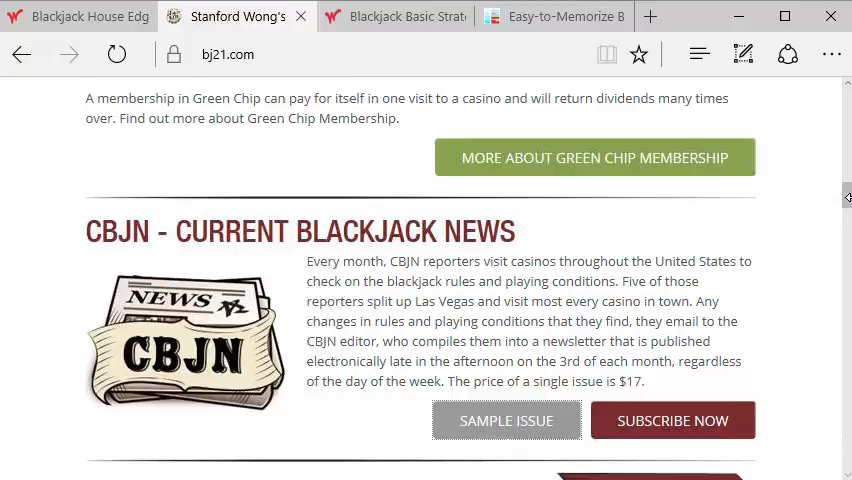 Blackjack House Edg
Stanford Wong's
Blackjack Basic Strate
Easy-to-Memorize B
bj21.com
A membership in Green Chip can pay for itself in one visit to a casino and will return dividends many times
over. Find out more about Green Chip Membership.
MORE ABOUT GREEN CHIP MEMBERSHIP
CBJN - CURRENT BLACKJACK NEWS
Every month, CBJN reporters visit casinos throughout the United States to
check on the blackjack rules and playing conditions. Five of those
reporters split up Las Vegas and visit most every casino in town. Any
changes in rules and playing conditions that they find, they email to the
CBJN editor, who compiles them into a newsletter that is published
electronically late in the afternoon on the 3rd of each month, regardless
of the day of the week. The price of a single issue is $17.
NEWS
CBJN
SAMPLE ISSUE
SUBSCRIBE NOW